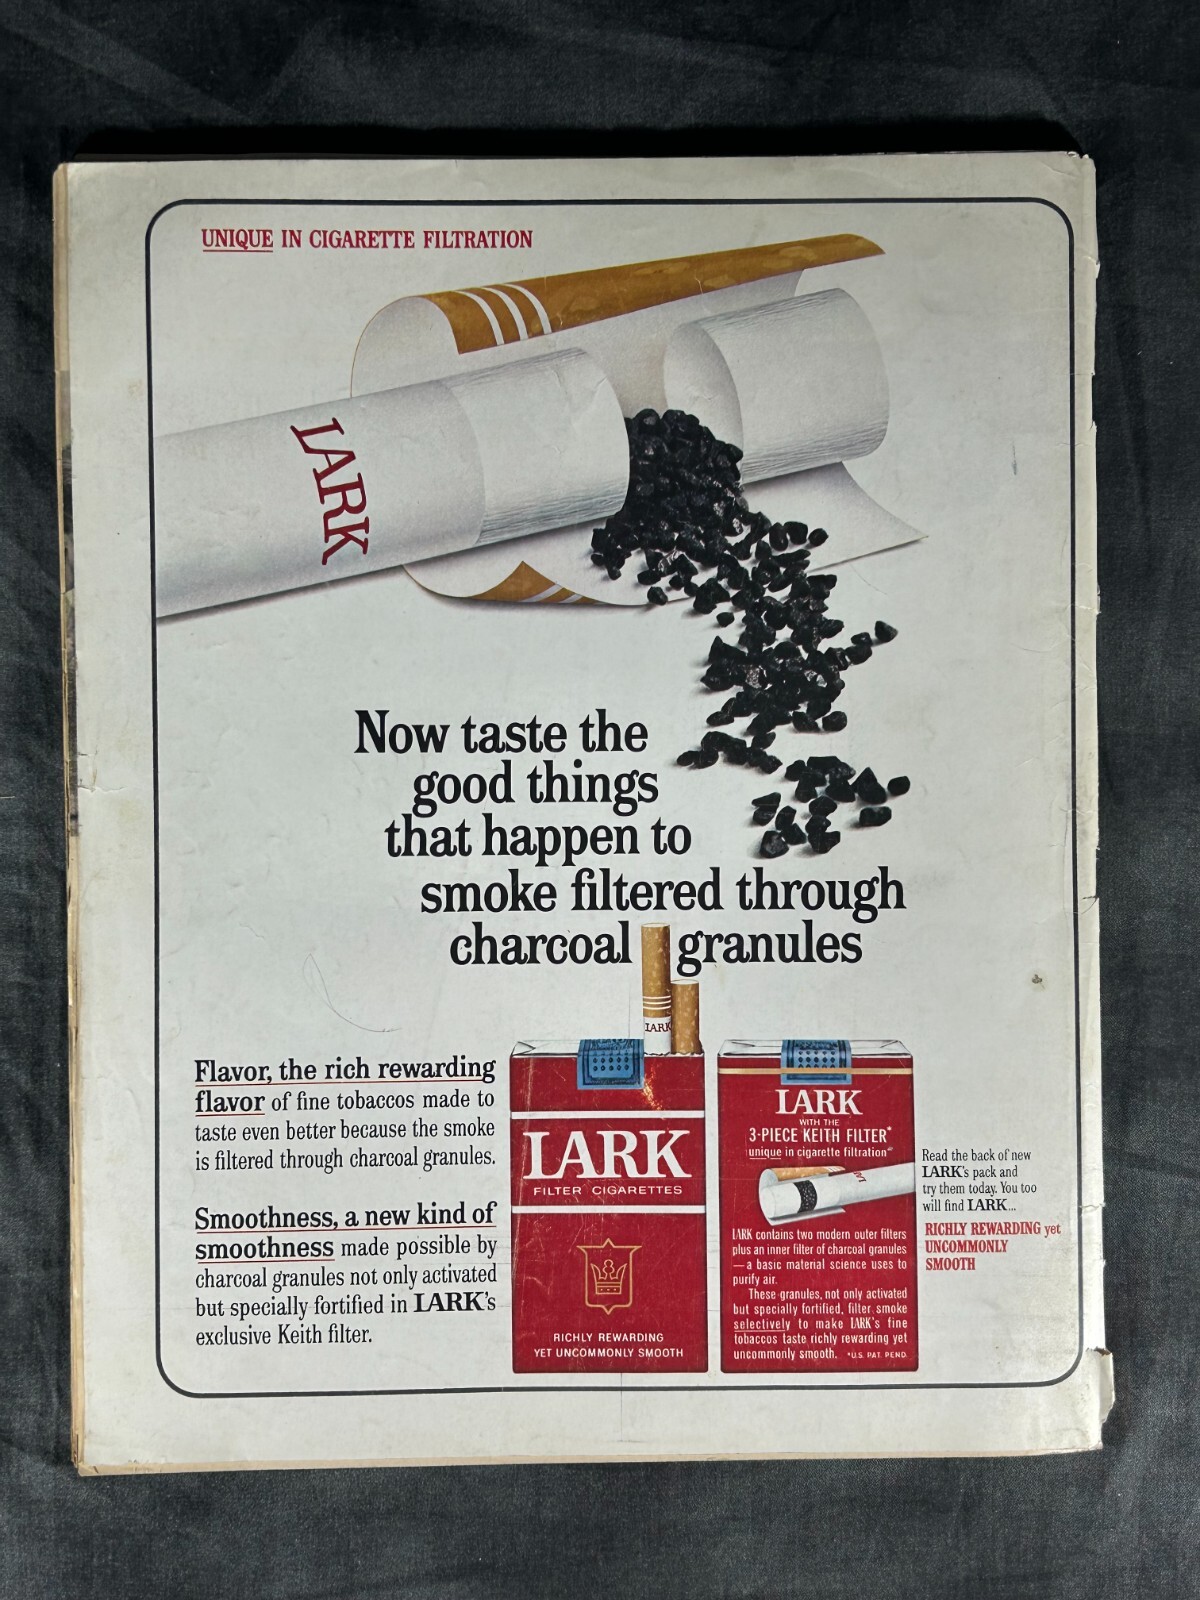 UNIQUE IN CIGARETTE FILTRATION
LARK
Now taste the
good things
that happen to
smoke filtered through
charcoal granules
LARK
Flavor, the rich rewarding
flavor of fine tobaccos made to
taste even better because the smoke
is filtered through charcoal granules.
Smoothness, a new kind of
smoothness made possible by
charcoal granules not only activated
but specially fortified in LARK's
exclusive Keith filter.
LARK
FILTER CIGARETTES
RICHLY REWARDING
YET UNCOMMONLY SMOOTH
LARK
WITH THE
3-PIECE KEITH FILTER*
unique in cigarette filtration
LARK
LARK contains two modern outer filters
plus an inner filter of charcoal granules
—a basic material science uses to
purify air.
These granules, not only activated
but specially fortified, filter smoke
selectively to make LARK's fine
tobaccos taste richly rewarding yet
uncommonly smooth. *U.S. PAT. PEND.
Read the back of new
LARK's pack and
try them today. You too
will find LARK...
RICHLY REWARDING yet
UNCOMMONLY
SMOOTH